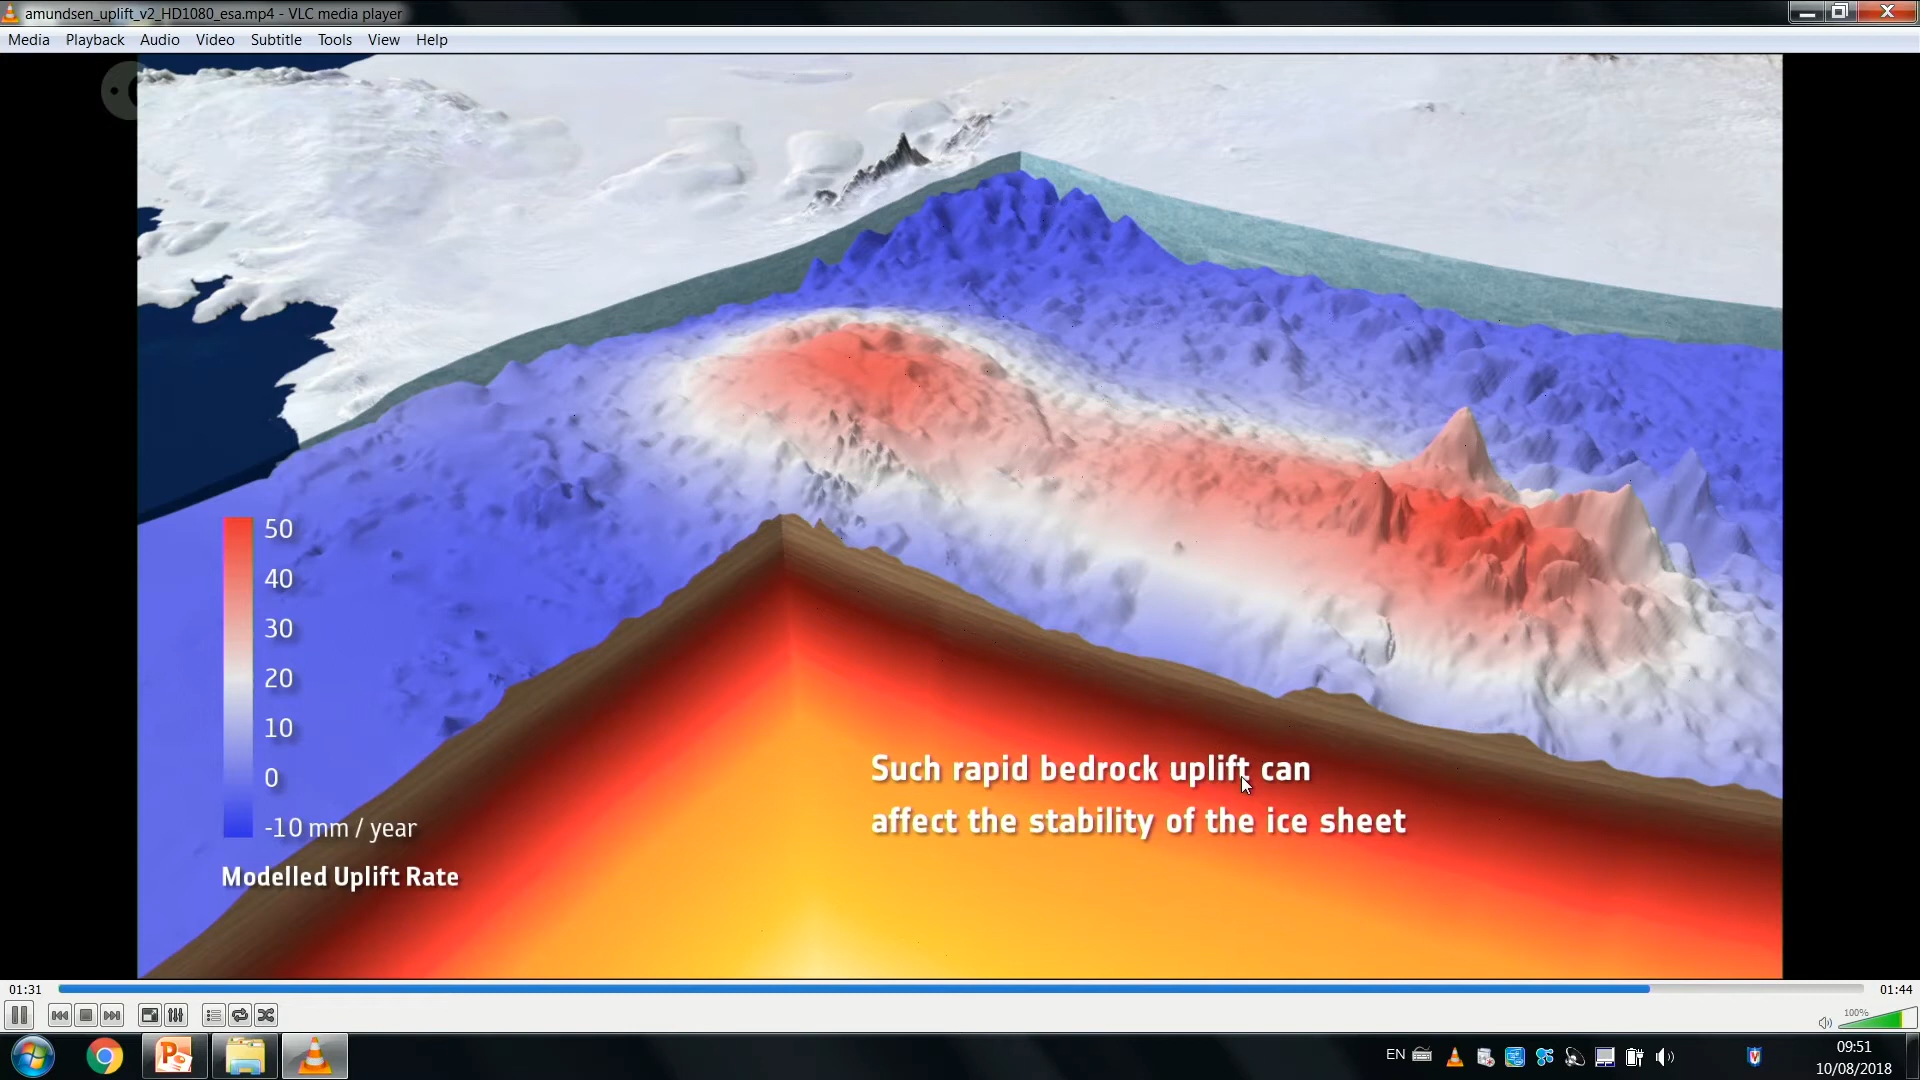 amundsen_uplift_v2_HD1080_esa.mp4 - VLC media player
Media Playback Audio Video Subtitle Tools View Help
50
40
30
20
10
0
-10 mm / year
Modelled Uplift Rate
Such rapid bedrock uplift can
affect the stability of the ice sheet
01:31
01:44
100%
EN
09:51
10/08/2018